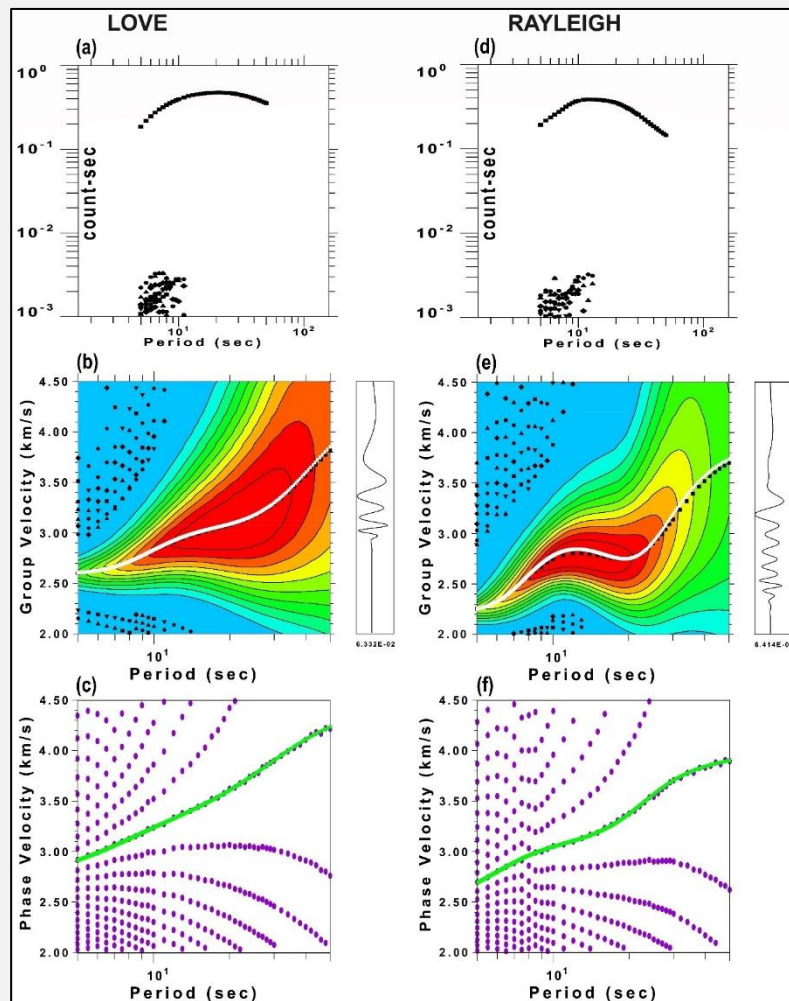 LOVE
RAYLEIGH
(a)
10⁰
10⁻¹
10⁻²
10⁻³
count-sec
10¹
10²
Period (sec)
(d)
10⁰
10⁻¹
10⁻²
10⁻³
count-sec
10¹
10²
Period (sec)
(b)
4.50
4.00
3.50
3.00
2.50
2.00
Group Velocity (km/s)
10¹
Period (sec)
6.332E-02
(e)
4.50
4.00
3.50
3.00
2.50
2.00
Group Velocity (km/s)
10¹
Period (sec)
6.414E-0
(c)
4.50
4.00
3.50
3.00
2.50
2.00
Phase Velocity (km/s)
10¹
Period (sec)
(f)
4.50
4.00
3.50
3.00
2.50
2.00
Phase Velocity (km/s)
10¹
Period (sec)